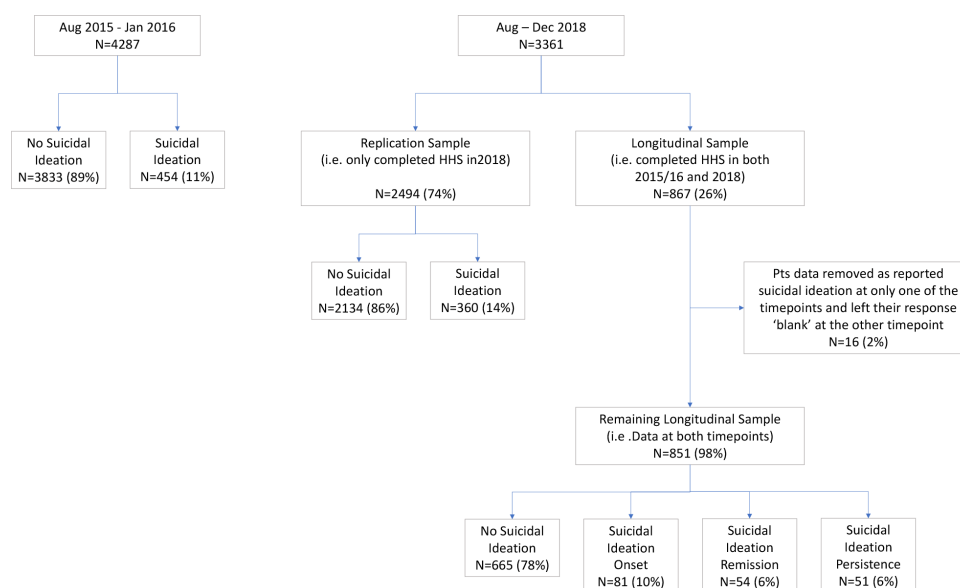 Aug 2015 - Jan 2016
N=4287
Aug – Dec 2018
N=3361
No Suicidal
Ideation
N=3833 (89%)
Suicidal
Ideation
N=454 (11%)
Replication Sample
(i.e. only completed HHS in2018)
N=2494 (74%)
Longitudinal Sample
(i.e. completed HHS in both
2015/16 and 2018)
N=867 (26%)
No Suicidal
Ideation
N=2134 (86%)
Suicidal
Ideation
N=360 (14%)
Pts data removed as reported
suicidal ideation at only one of the
timepoints and left their response
‘blank’ at the other timepoint
N=16 (2%)
Remaining Longitudinal Sample
(i.e .Data at both timepoints)
N=851 (98%)
No Suicidal
Ideation
N=665 (78%)
Suicidal
Ideation
Onset
N=81 (10%)
Suicidal
Ideation
Remission
N=54 (6%)
Suicidal
Ideation
Persistence
N=51 (6%)